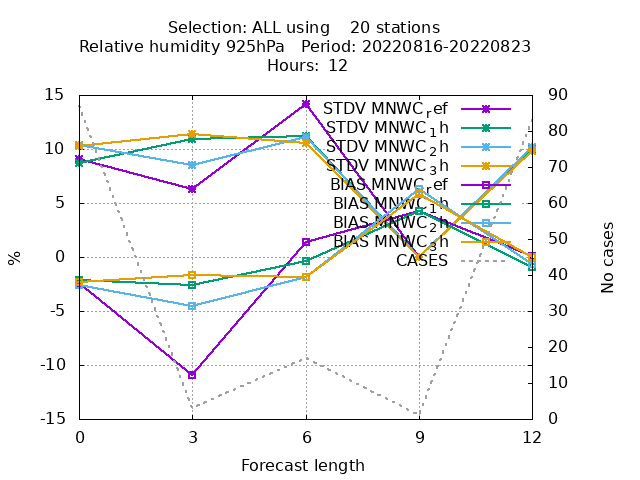 Selection: ALL using    20 stations
Relative humidity 925hPa   Period: 20220816-20220823
Hours:  12
15
10
5
0
-5
-10
-15
%
90
80
70
60
50
40
30
20
10
0
No cases
STDV MNWC_ref
STDV MNWC_1h
STDV MNWC_2h
STDV MNWC_3h
BIAS MNWC_ref
BIAS MNWC_1h
BIAS MNWC_2h
BIAS MNWC_3h
CASES
0 3 6 9 12
Forecast length